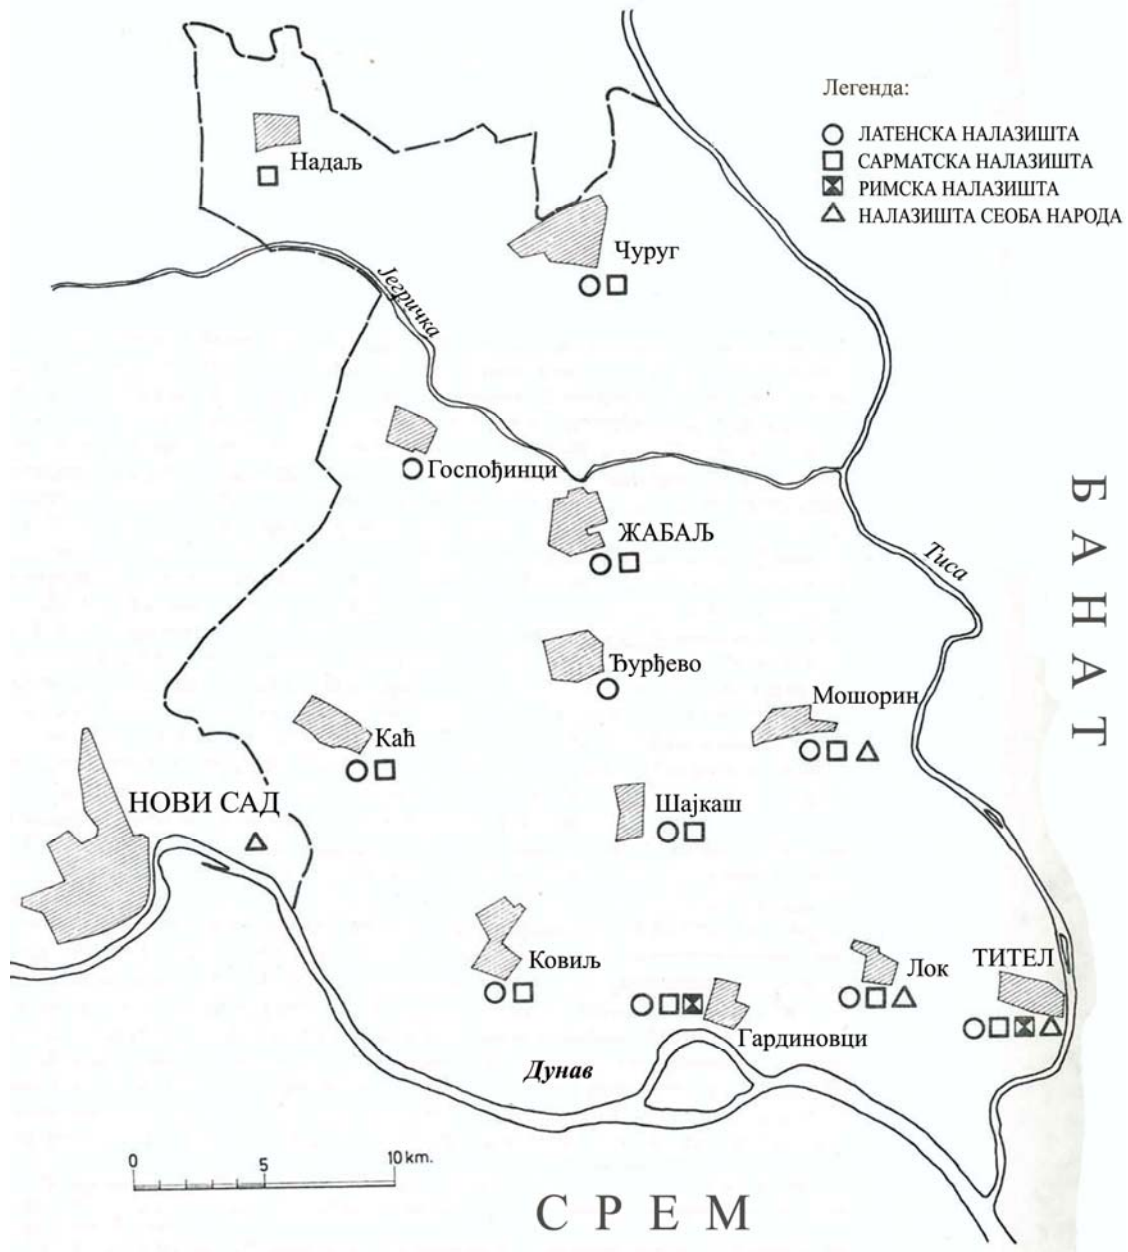 Легенда:
ЛАТЕНСКА НАЛАЗИШТА
САРМАТСКА НАЛАЗИШТА
РИМСКА НАЛАЗИШТА
НАЛАЗИШТА СЕОБА НАРОДА
Надаљ
Чуруг
Јегричка
Госпођинци
ЖАБАЉ
Тиса
БАНАТ
Ђурђево
Мошорин
Каћ
НОВИ САД
Шајкаш
Ковиљ
Лок
ТИТЕЛ
Гардиновци
Дунав
0 5 10 km.
СРЕМ